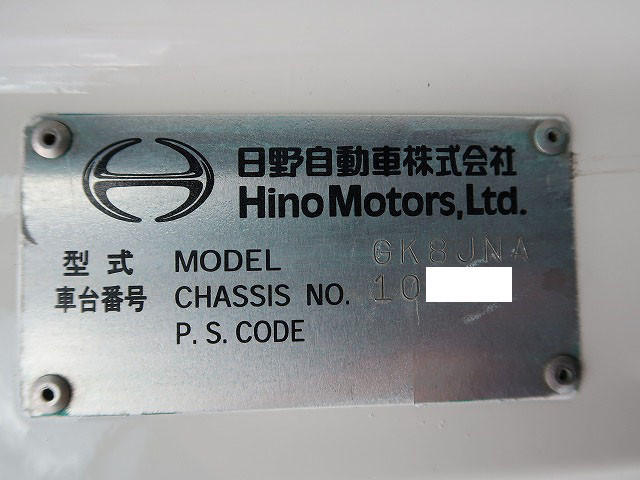 日野自動車株式会社
Hino Motors, Ltd.
型式 MODEL GK8JNA
車台番号 CHASSIS NO. 10
P. S. CODE